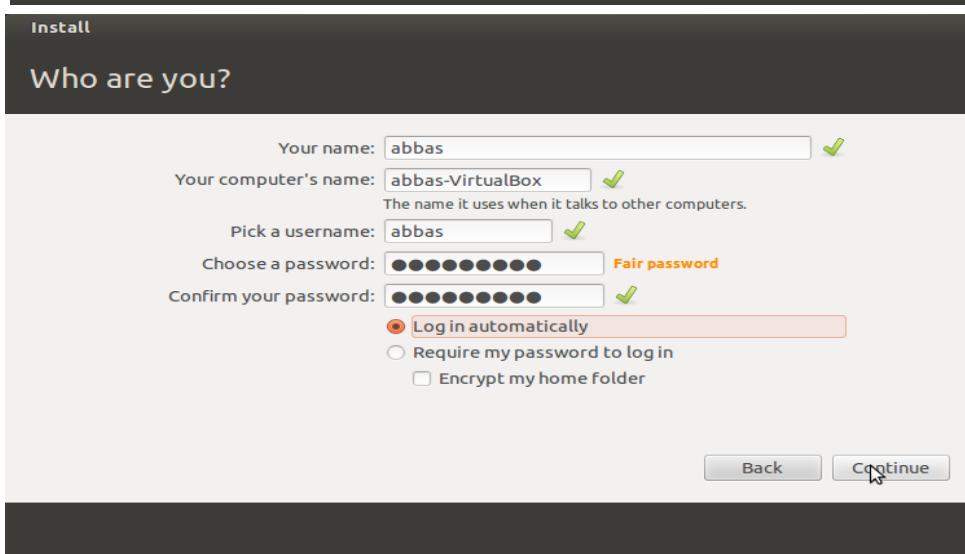 Install
Who are you?
Your name: abbas
Your computer's name: abbas-VirtualBox
The name it uses when it talks to other computers.
Pick a username: abbas
Choose a password: ●●●●●●●●● Fair password
Confirm your password: ●●●●●●●●●
Log in automatically
Require my password to log in
Encrypt my home folder
Back Continue